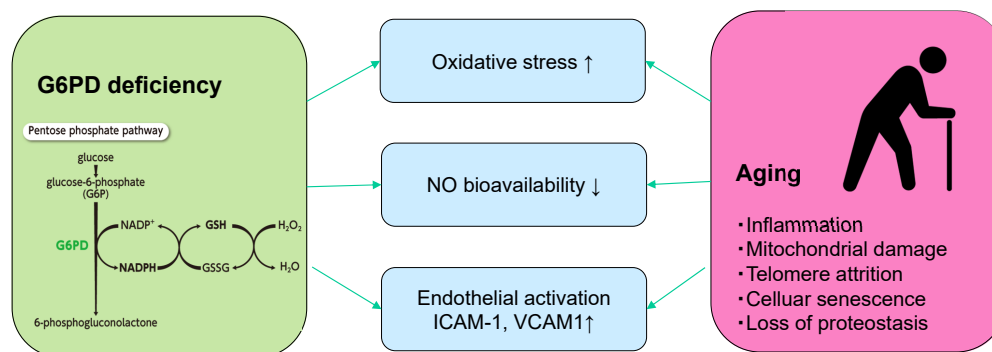 G6PD deficiency
Pentose phosphate pathway
glucose
glucose-6-phosphate
(G6P)
G6PD
NADP⁺
NADPH
GSH
GSSG
H₂O₂
H₂O
6-phosphogluconolactone
Oxidative stress ↑
NO bioavailability ↓
Endothelial activation
ICAM-1, VCAM1↑
Aging
・Inflammation
・Mitochondrial damage
・Telomere attrition
・Celluar senescence
・Loss of proteostasis